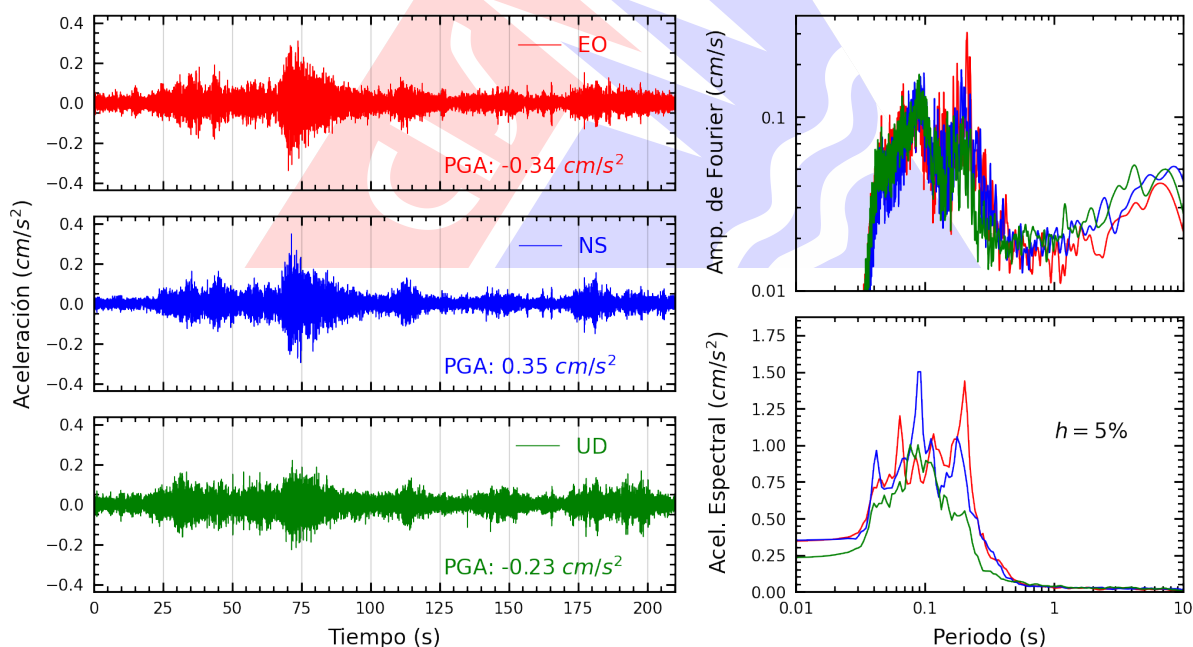 Aceleración (cm/s²)
0.4
0.2
0.0
−0.2
−0.4
EO
PGA: -0.34 cm/s²
0.4
0.2
0.0
−0.2
−0.4
NS
PGA: 0.35 cm/s²
0.4
0.2
0.0
−0.2
−0.4
UD
PGA: -0.23 cm/s²
0 25 50 75 100 125 150 175 200
Tiempo (s)
Amp. de Fourier (cm/s)
0.1
0.01
Acel. Espectral (cm/s²)
1.75
1.50
1.25
1.00
0.75
0.50
0.25
0.00
h = 5%
0.01 0.1 1 10
Periodo (s)